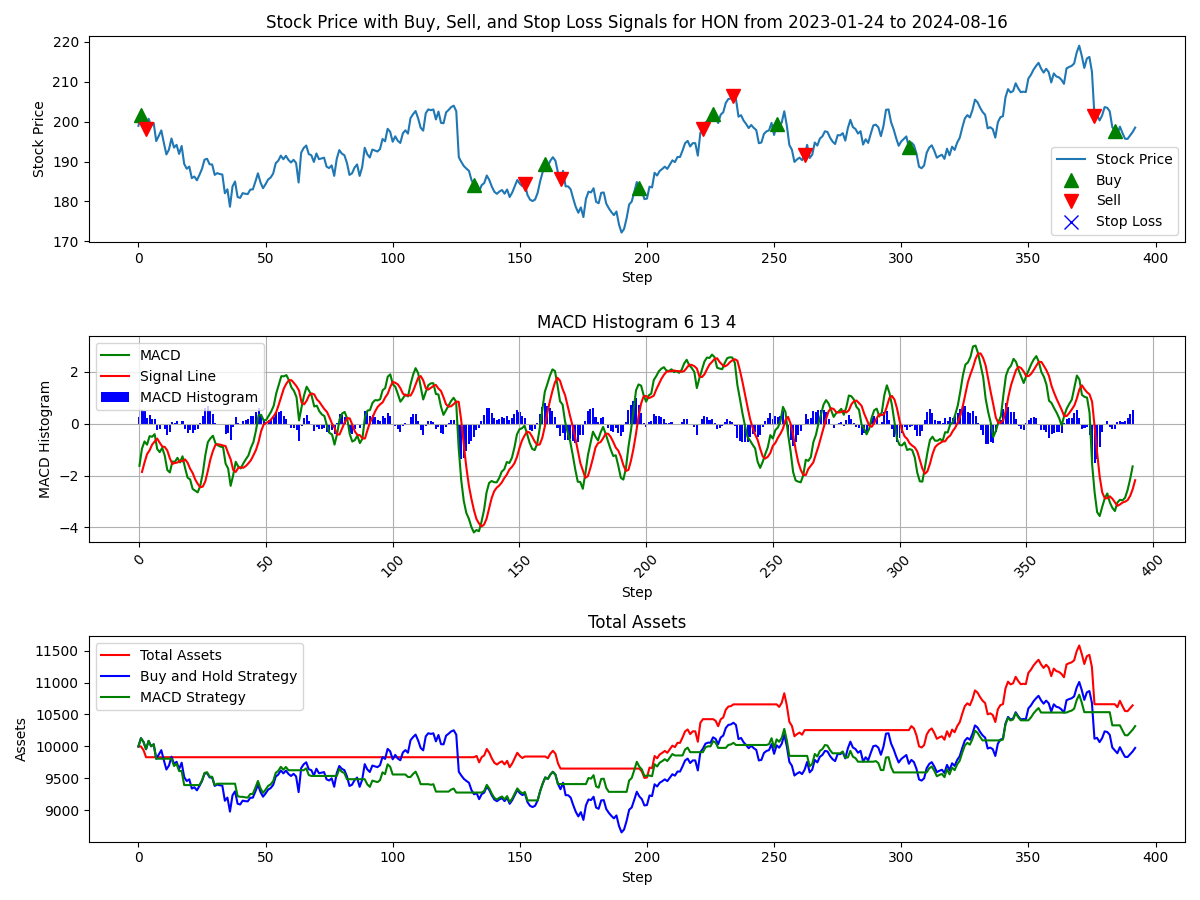 Stock Price with Buy, Sell, and Stop Loss Signals for HON from 2023-01-24 to 2024-08-16
220
210
200
190
180
170
Stock Price
Stock Price
Buy
Sell
Stop Loss
0 50 100 150 200 250 300 350 400
Step
MACD Histogram 6 13 4
2
0
−2
−4
MACD Histogram
MACD
Signal Line
MACD Histogram
0 50 100 150 200 250 300 350 400
Step
Total Assets
11500
11000
10500
10000
9500
9000
Assets
Total Assets
Buy and Hold Strategy
MACD Strategy
0 50 100 150 200 250 300 350 400
Step